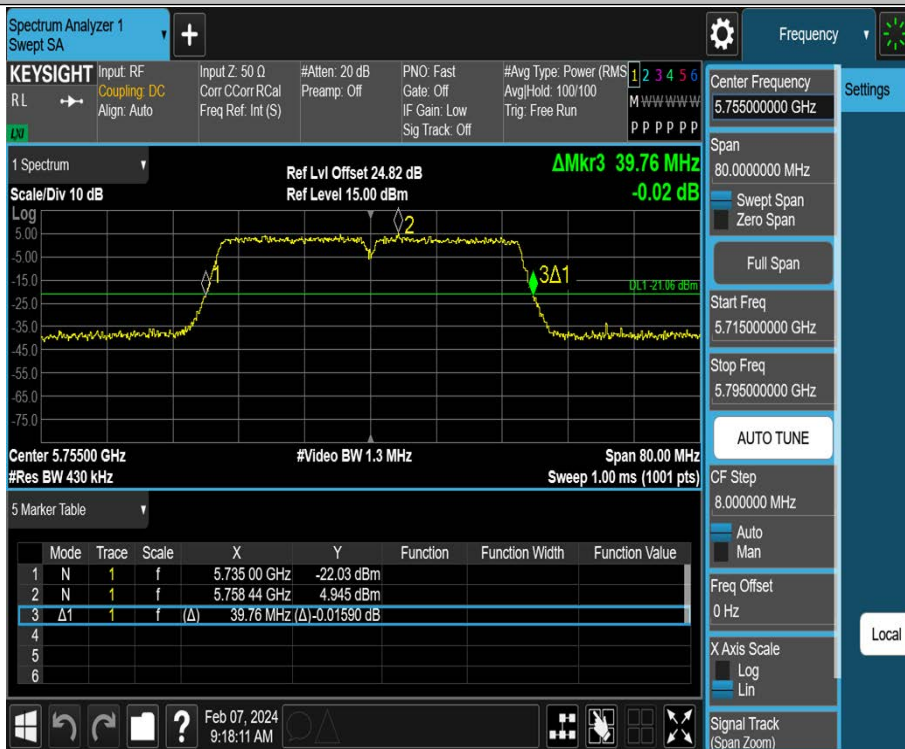 Spectrum Analyzer 1
Swept SA
+
Frequency
KEYSIGHT
RL
LXI
Input: RF
Coupling: DC
Align: Auto
Input Z: 50 Ω
Corr CCorr RCal
Freq Ref: Int (S)
#Atten: 20 dB
Preamp: Off
PNO: Fast
Gate: Off
IF Gain: Low
Sig Track: Off
#Avg Type: Power (RMS
Avg|Hold: 100/100
Trig: Free Run
1 2 3 4 5 6
M W W W W W
P P P P P P
Center Frequency
5.755000000 GHz
Settings
Span
80.0000000 MHz
Swept Span
Zero Span
Full Span
Start Freq
5.715000000 GHz
Stop Freq
5.795000000 GHz
AUTO TUNE
CF Step
8.000000 MHz
Auto
Man
Freq Offset
0 Hz
X Axis Scale
Log
Lin
Signal Track
(Span Zoom)
Local
1 Spectrum
Scale/Div 10 dB
Ref Lvl Offset 24.82 dB
Ref Level 15.00 dBm
ΔMkr3 39.76 MHz
-0.02 dB
Log
5.00
-5.00
-15.0
-25.0
-35.0
-45.0
-55.0
-65.0
-75.0
1
2
3Δ1
DL1 -21.06 dBm
Center 5.75500 GHz
#Video BW 1.3 MHz
Span 80.00 MHz
#Res BW 430 kHz
Sweep 1.00 ms (1001 pts)
5 Marker Table
Mode Trace Scale X Y Function Function Width Function Value
1 N 1 f 5.735 00 GHz -22.03 dBm
2 N 1 f 5.758 44 GHz 4.945 dBm
3 Δ1 1 f (Δ) 39.76 MHz (Δ) -0.01590 dB
4
5
6
?
Feb 07, 2024
9:18:11 AM